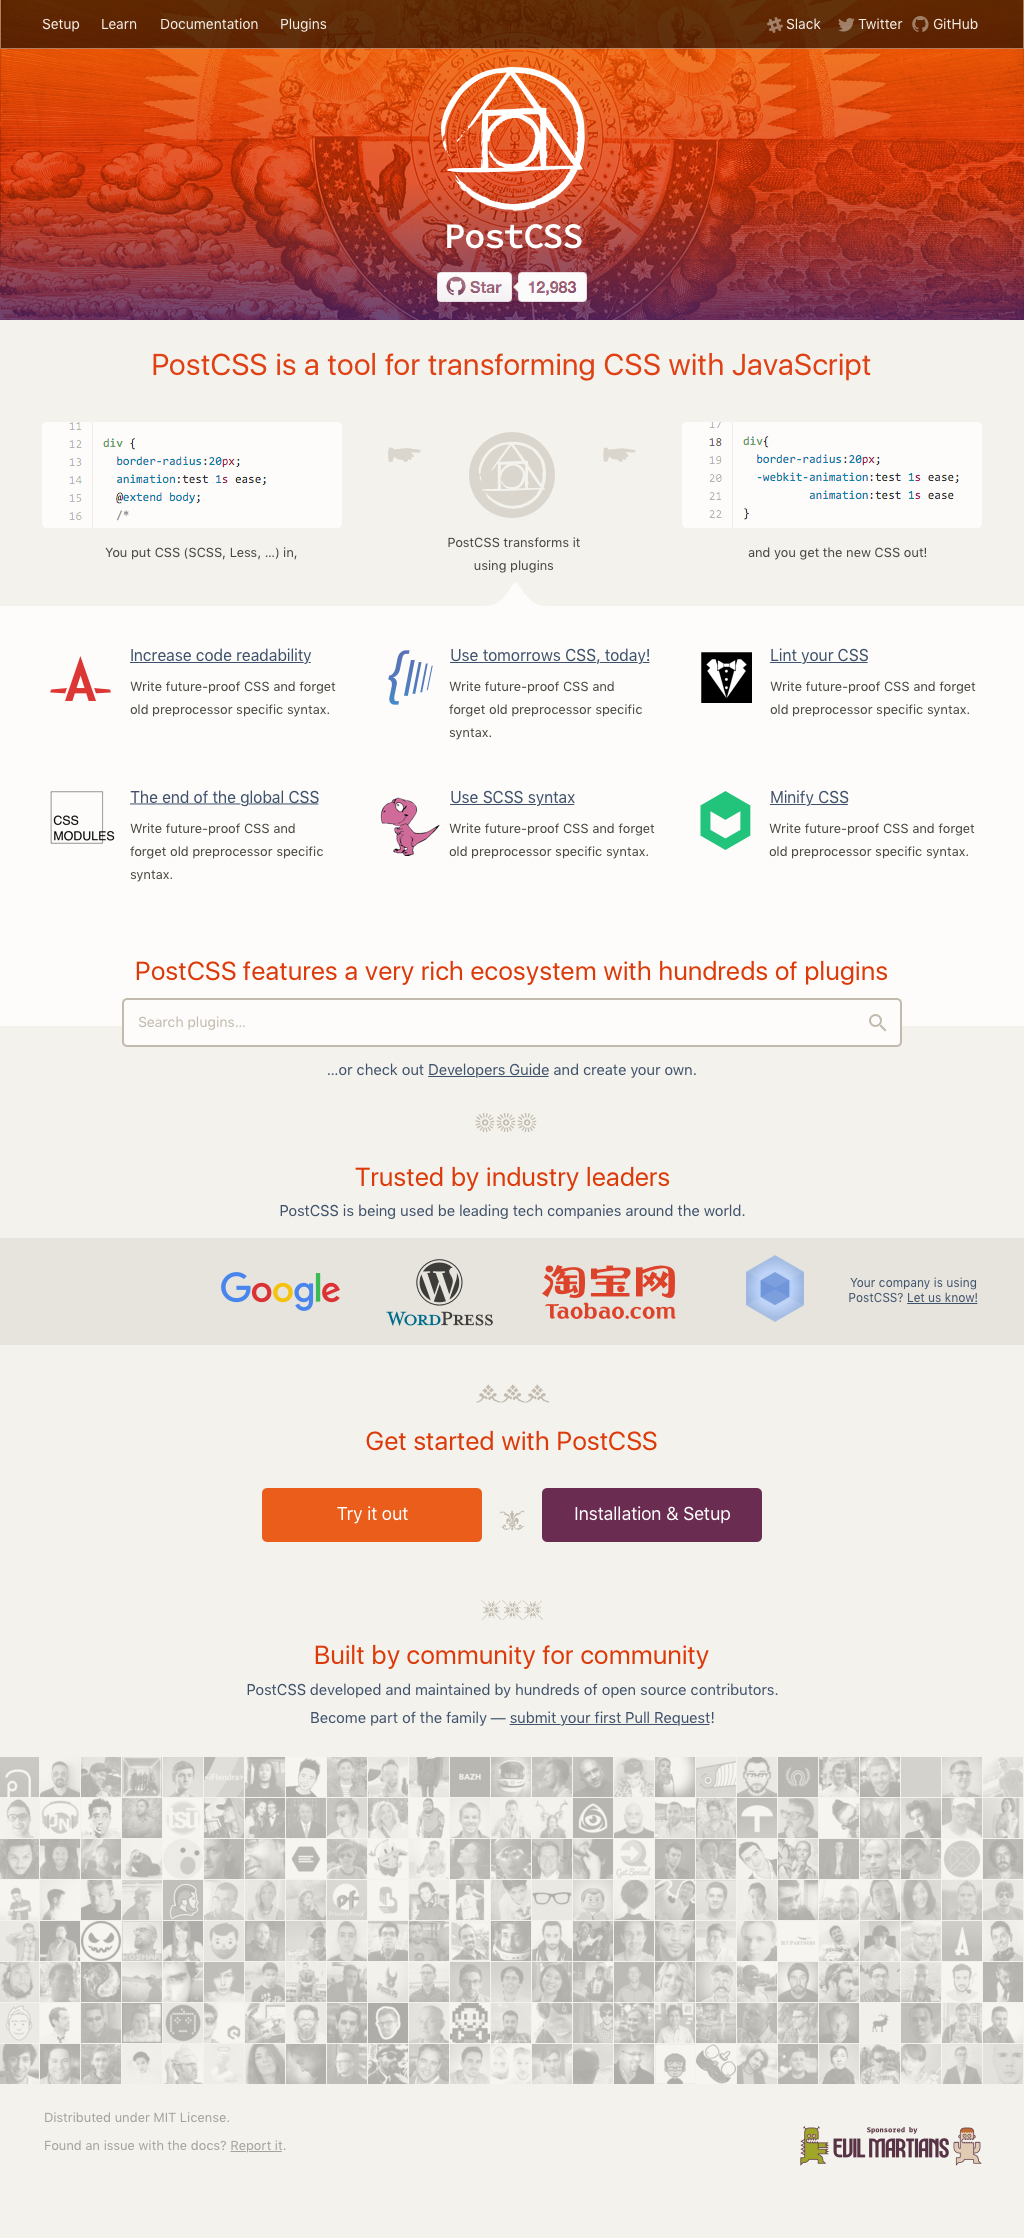 Setup Learn Documentation Plugins Slack Twitter GitHub
PostCSS
Star 12,983
PostCSS is a tool for transforming CSS with JavaScript
11
12 div {
13 border-radius:20px;
14 animation:test 1s ease;
15 @extend body;
16 /*
You put CSS (SCSS, Less, ...) in,
PostCSS transforms it
using plugins
17
18 div{
19 border-radius:20px;
20 -webkit-animation:test 1s ease;
21 animation:test 1s ease
22 }
and you get the new CSS out!
Increase code readability
Write future-proof CSS and forget
old preprocessor specific syntax.
Use tomorrows CSS, today!
Write future-proof CSS and
forget old preprocessor specific
syntax.
Lint your CSS
Write future-proof CSS and forget
old preprocessor specific syntax.
CSS
MODULES
The end of the global CSS
Write future-proof CSS and
forget old preprocessor specific
syntax.
Use SCSS syntax
Write future-proof CSS and forget
old preprocessor specific syntax.
Minify CSS
Write future-proof CSS and forget
old preprocessor specific syntax.
PostCSS features a very rich ecosystem with hundreds of plugins
Search plugins...
...or check out Developers Guide and create your own.
Trusted by industry leaders
PostCSS is being used be leading tech companies around the world.
Google
WORDPRESS
淘宝网
Taobao.com
Your company is using
PostCSS? Let us know!
Get started with PostCSS
Try it out
Installation & Setup
Built by community for community
PostCSS developed and maintained by hundreds of open source contributors.
Become part of the family — submit your first Pull Request!
BAZH
Distributed under MIT License.
Found an issue with the docs? Report it.
Sponsored by
EVIL MARTIANS